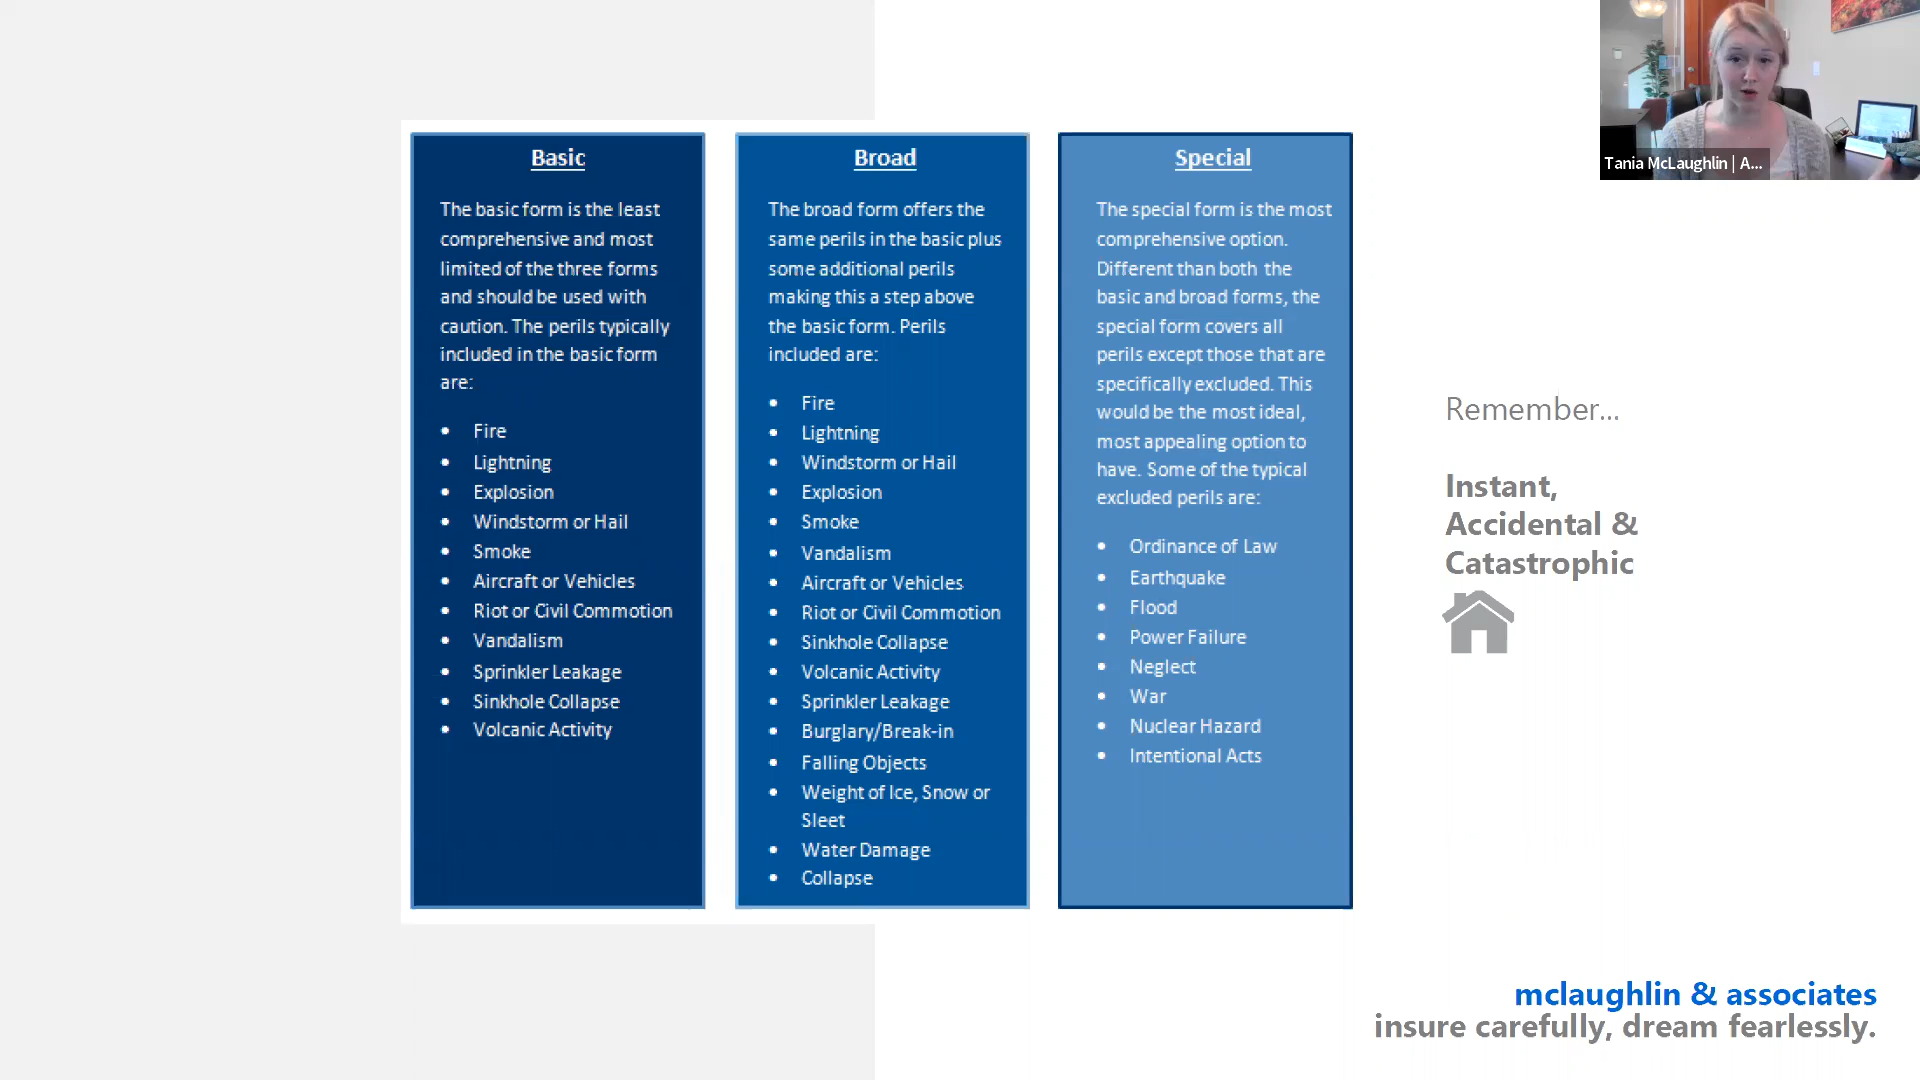 Basic
The basic form is the least
comprehensive and most
limited of the three forms
and should be used with
caution. The perils typically
included in the basic form
are:
• Fire
• Lightning
• Explosion
• Windstorm or Hail
• Smoke
• Aircraft or Vehicles
• Riot or Civil Commotion
• Vandalism
• Sprinkler Leakage
• Sinkhole Collapse
• Volcanic Activity
Broad
The broad form offers the
same perils in the basic plus
some additional perils
making this a step above
the basic form. Perils
included are:
• Fire
• Lightning
• Windstorm or Hail
• Explosion
• Smoke
• Vandalism
• Aircraft or Vehicles
• Riot or Civil Commotion
• Sinkhole Collapse
• Volcanic Activity
• Sprinkler Leakage
• Burglary/Break-in
• Falling Objects
• Weight of Ice, Snow or
Sleet
• Water Damage
• Collapse
Special
The special form is the most
comprehensive option.
Different than both the
basic and broad forms, the
special form covers all
perils except those that are
specifically excluded. This
would be the most ideal,
most appealing option to
have. Some of the typical
excluded perils are:
• Ordinance of Law
• Earthquake
• Flood
• Power Failure
• Neglect
• War
• Nuclear Hazard
• Intentional Acts
Remember...
Instant,
Accidental &
Catastrophic
Tania McLaughlin | A...
mclaughlin & associates
insure carefully, dream fearlessly.